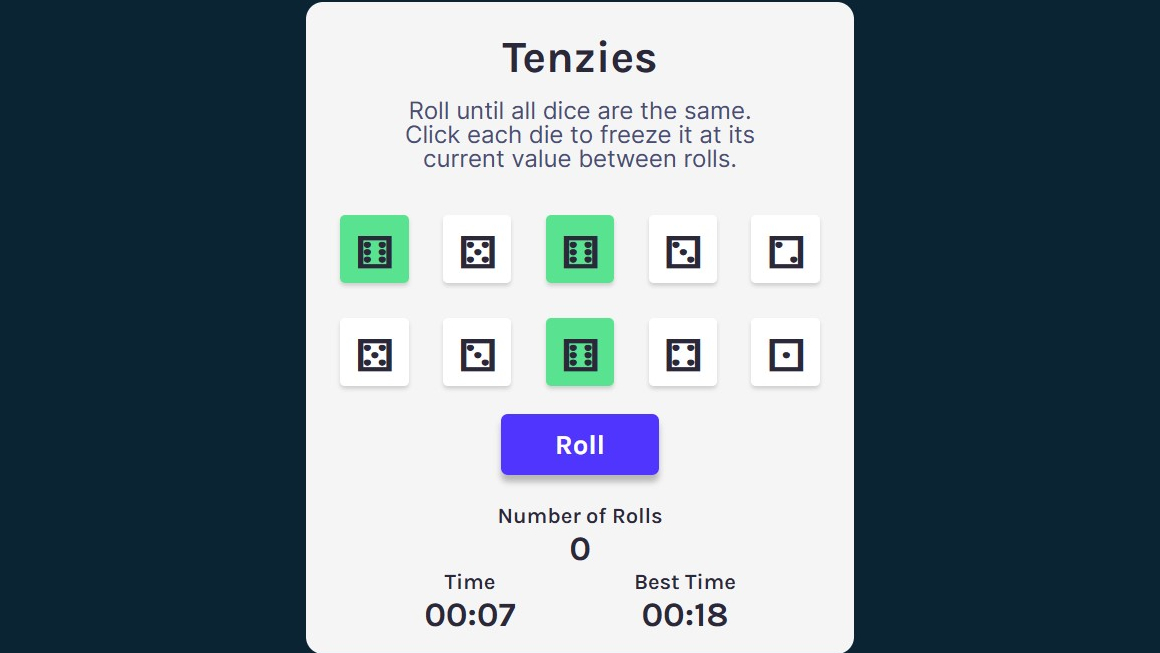 Tenzies
Roll until all dice are the same.
Click each die to freeze it at its
current value between rolls.
Roll
Number of Rolls
0
Time
Best Time
00:07
00:18